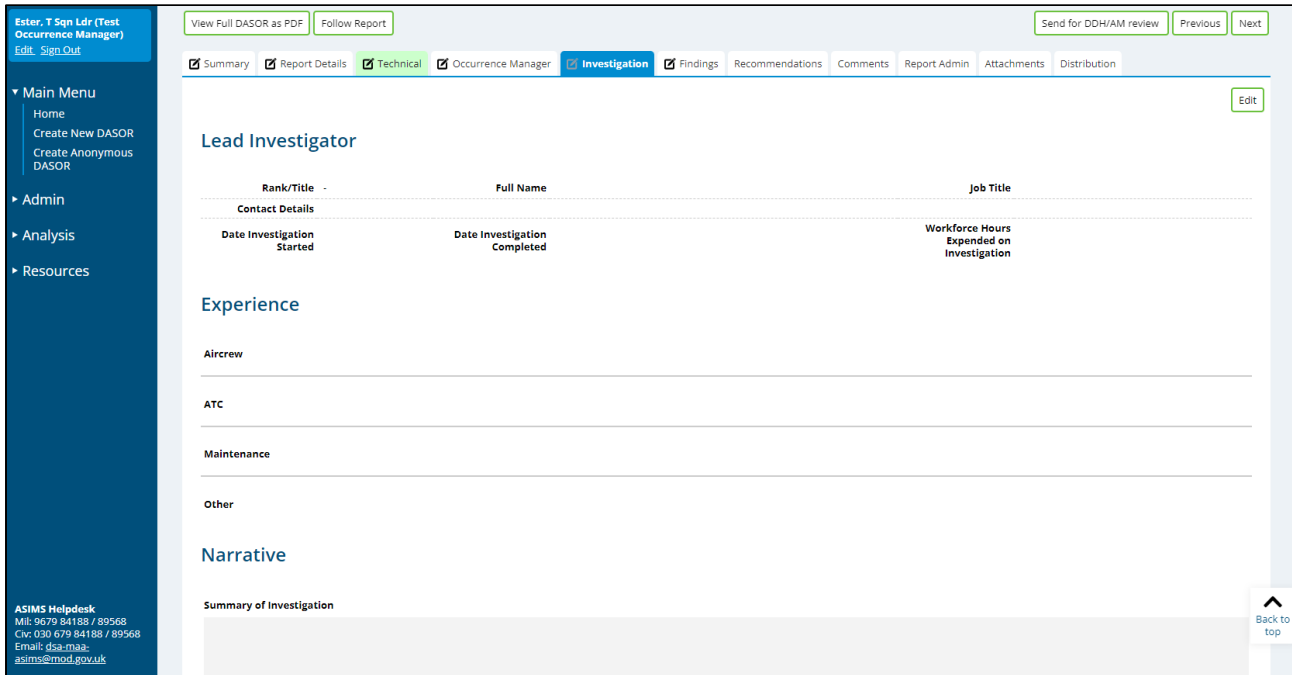 Ester, T Sqn Ldr (Test
Occurrence Manager)
Edit Sign Out
Main Menu
Home
Create New DASOR
Create Anonymous
DASOR
Admin
Analysis
Resources
ASIMS Helpdesk
Mil: 9679 84188 / 89568
Civ: 030 679 84188 / 89568
Email: dsa-maa-
asims@mod.gov.uk
View Full DASOR as PDF Follow Report Send for DDH/AM review Previous Next
Summary Report Details Technical Occurrence Manager Investigation Findings Recommendations Comments Report Admin Attachments Distribution
Edit
Lead Investigator
Rank/Title - Full Name Job Title
Contact Details
Date Investigation
Started
Date Investigation
Completed
Workforce Hours
Expended on
Investigation
Experience
Aircrew
ATC
Maintenance
Other
Narrative
Summary of Investigation
Back to
top